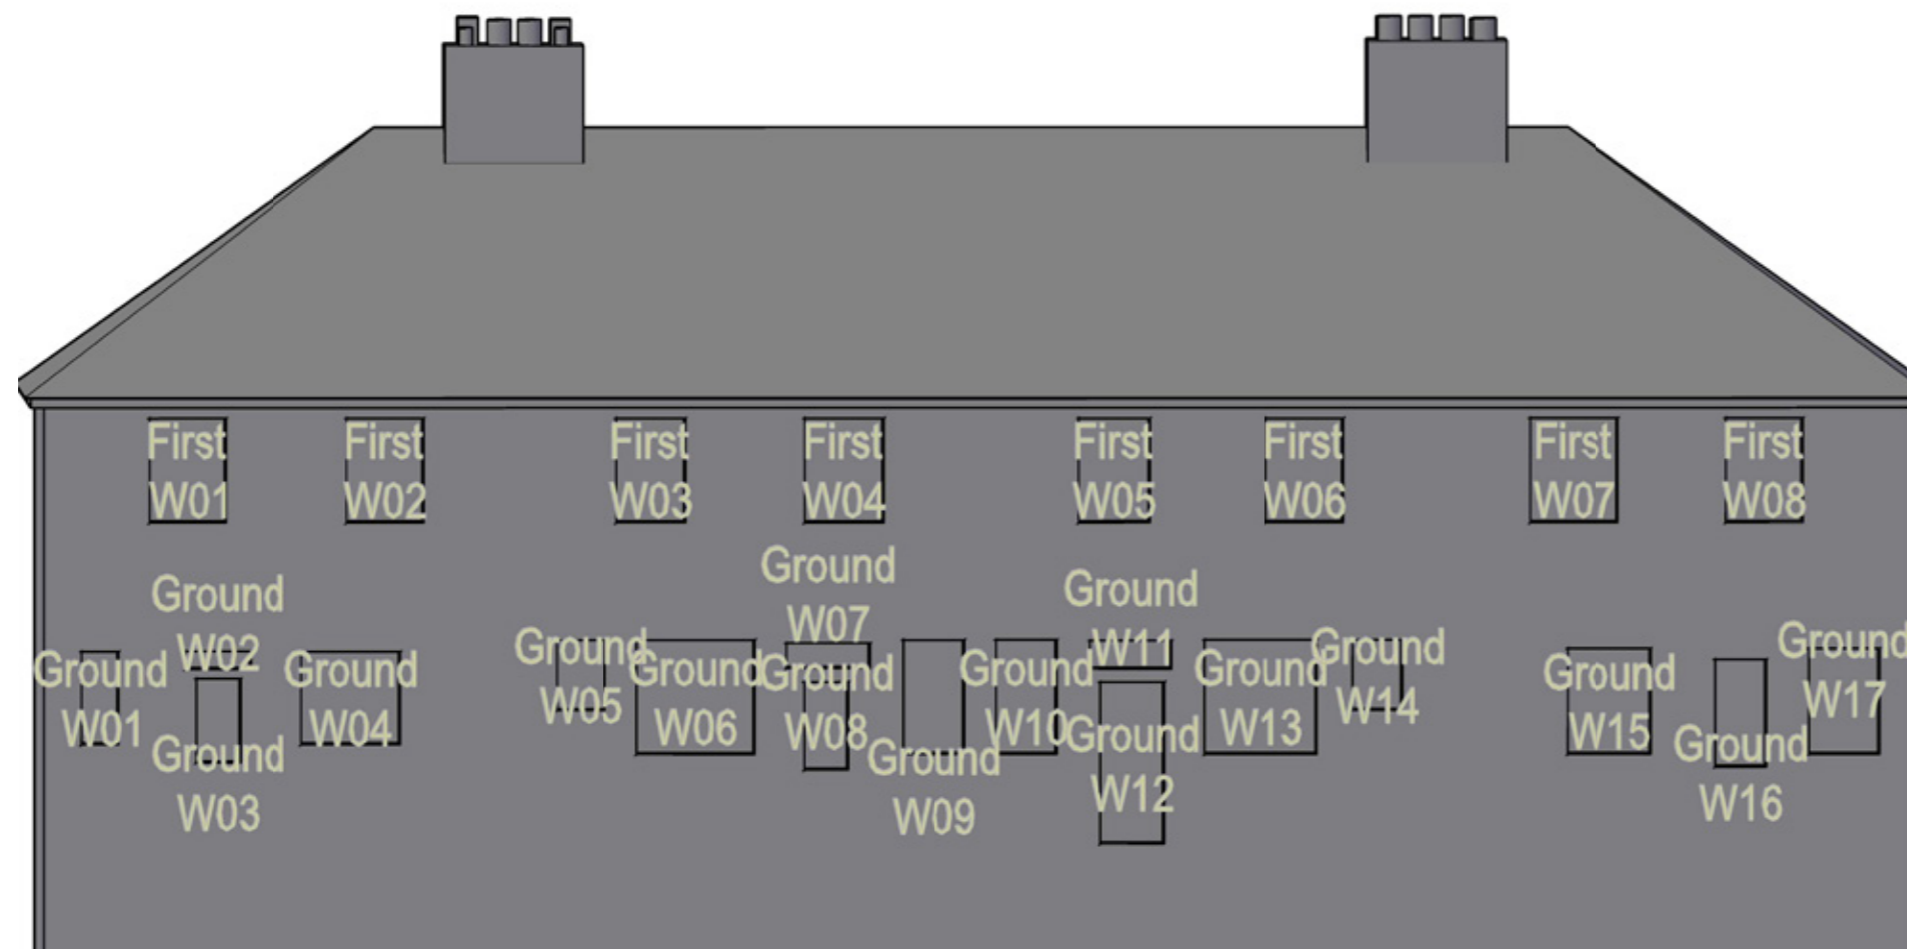 First
W01
First
W02
First
W03
First
W04
First
W05
First
W06
First
W07
First
W08
Ground
W01
Ground
W02
Ground
W03
Ground
W04
Ground
W05
Ground
W06
Ground
W07
Ground
W08
Ground
W09
Ground
W10
Ground
W11
Ground
W12
Ground
W13
Ground
W14
Ground
W15
Ground
W16
Ground
W17